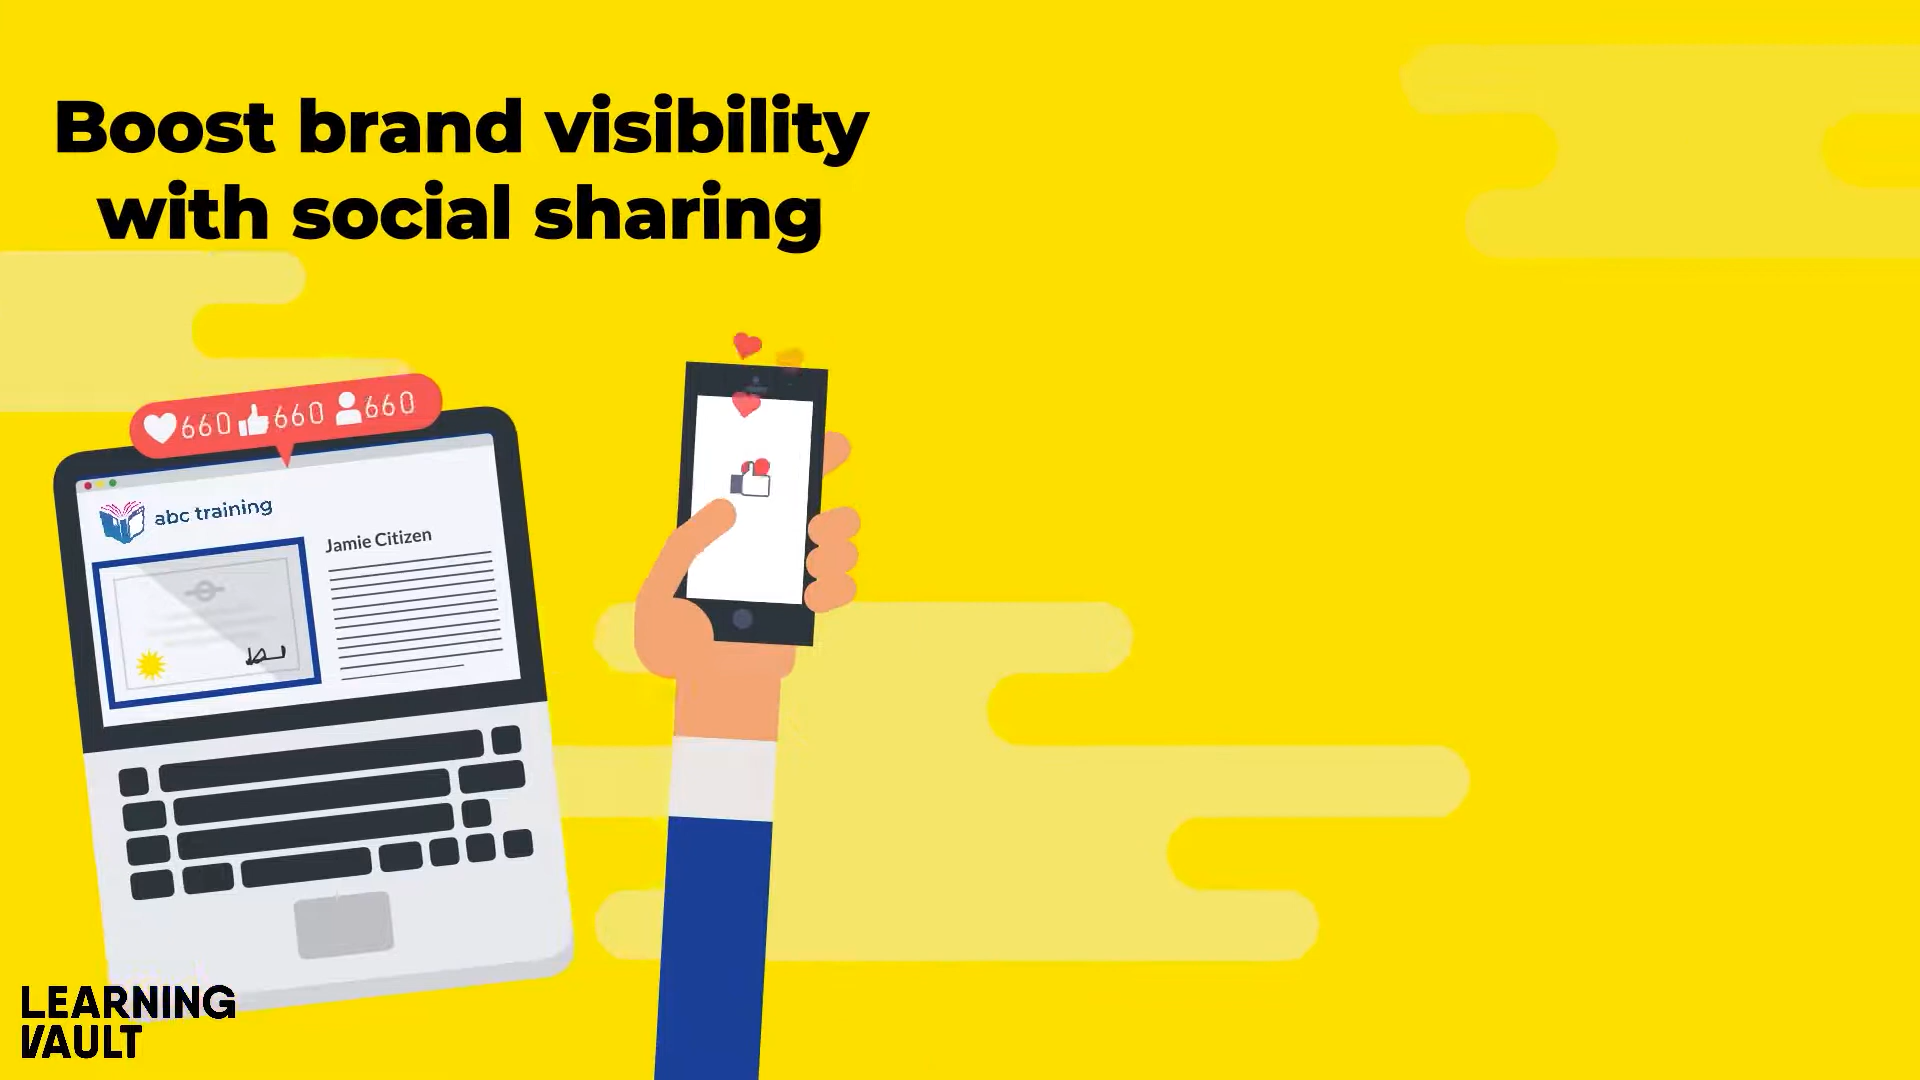 Boost brand visibility
with social sharing
660 660 660
abc training
Jamie Citizen
LEARNING
VAULT